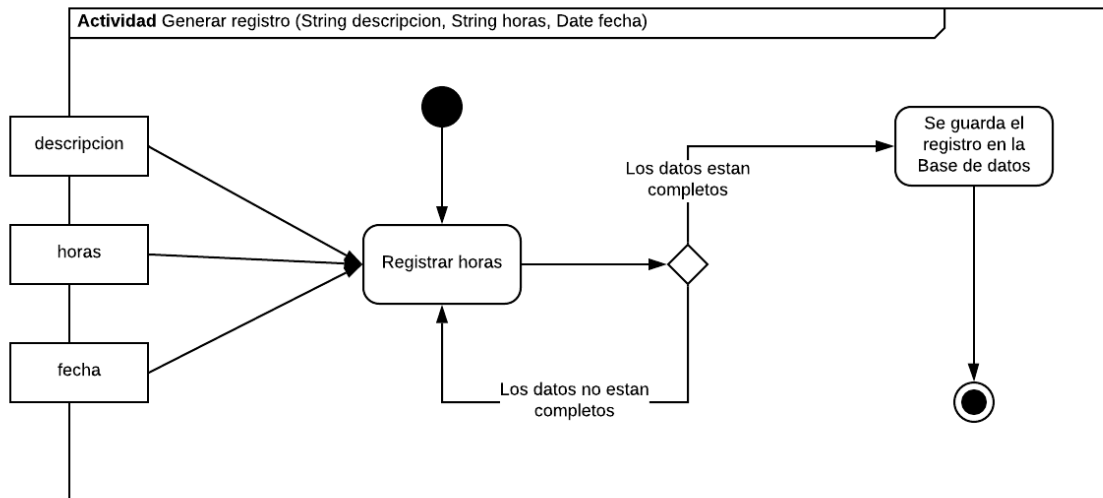 Actividad Generar registro (String descripcion, String horas, Date fecha)
descripcion
horas
fecha
Registrar horas
Los datos estan
completos
Los datos no estan
completos
Se guarda el
registro en la
Base de datos